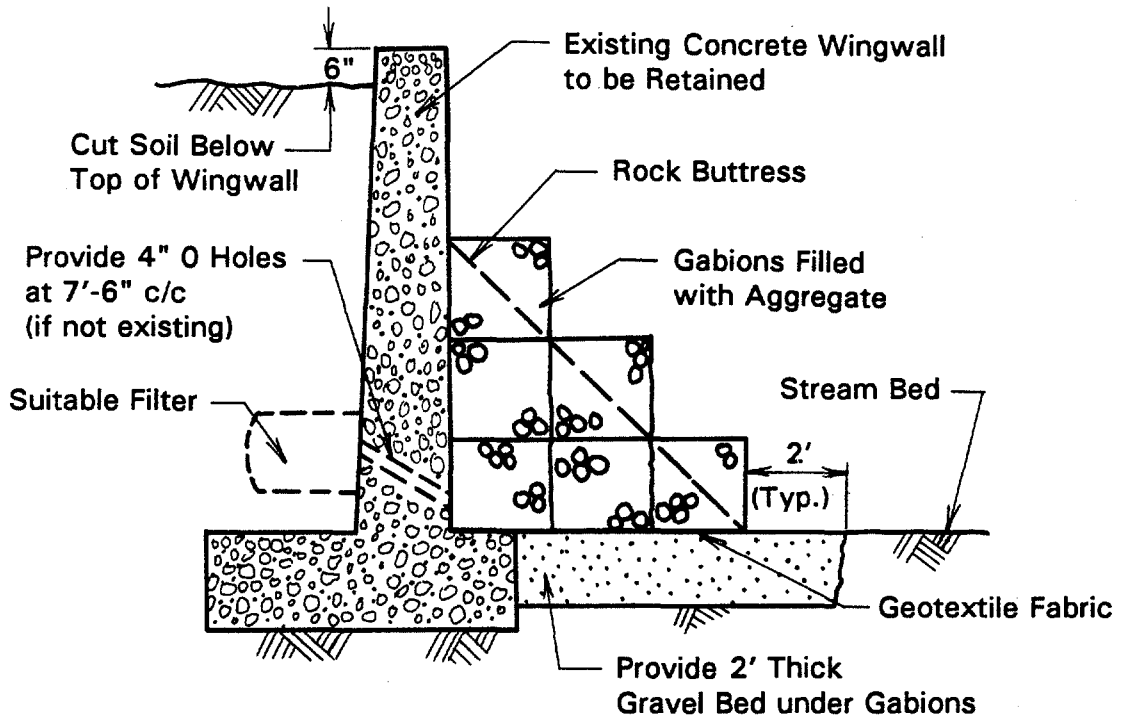 6"
Existing Concrete Wingwall
to be Retained
Cut Soil Below
Top of Wingwall
Rock Buttress
Provide 4" O Holes
at 7'-6" c/c
(if not existing)
Gabions Filled
with Aggregate
Suitable Filter
Stream Bed
2'
(Typ.)
Geotextile Fabric
Provide 2' Thick
Gravel Bed under Gabions